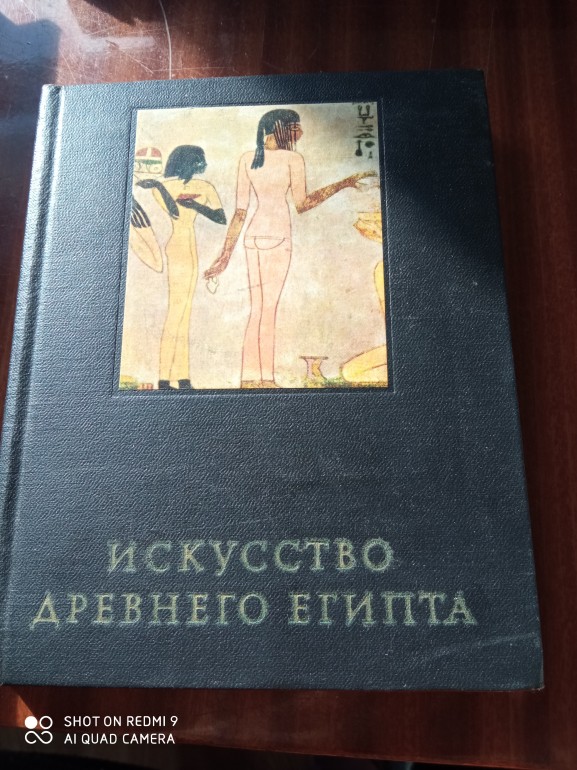 ИСКУССТВО
ДРЕВНЕГО ЕГИПТА
SHOT ON REDMI 9
AI QUAD CAMERA